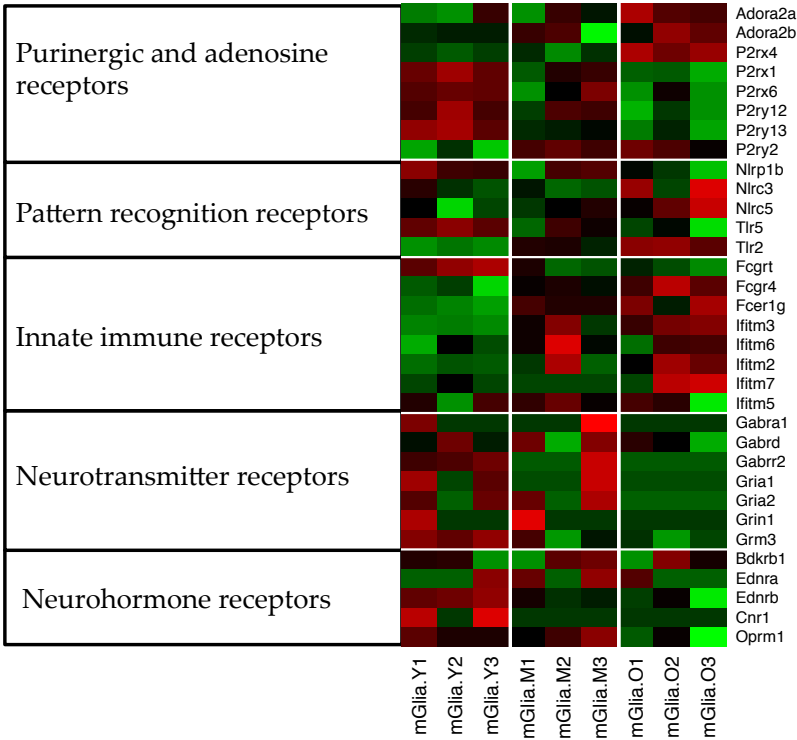 Purinergic and adenosine
receptors
Pattern recognition receptors
Innate immune receptors
Neurotransmitter receptors
Neurohormone receptors
Adora2a
Adora2b
P2rx4
P2rx1
P2rx6
P2ry12
P2ry13
P2ry2
Nlrp1b
Nlrc3
Nlrc5
Tlr5
Tlr2
Fcgrt
Fcgr4
Fcer1g
Ifitm3
Ifitm6
Ifitm2
Ifitm7
Ifitm5
Gabra1
Gabrd
Gabrr2
Gria1
Gria2
Grin1
Grm3
Bdkrb1
Ednra
Ednrb
Cnr1
Oprm1
mGlia.Y1
mGlia.Y2
mGlia.Y3
mGlia.M1
mGlia.M2
mGlia.M3
mGlia.O1
mGlia.O2
mGlia.O3